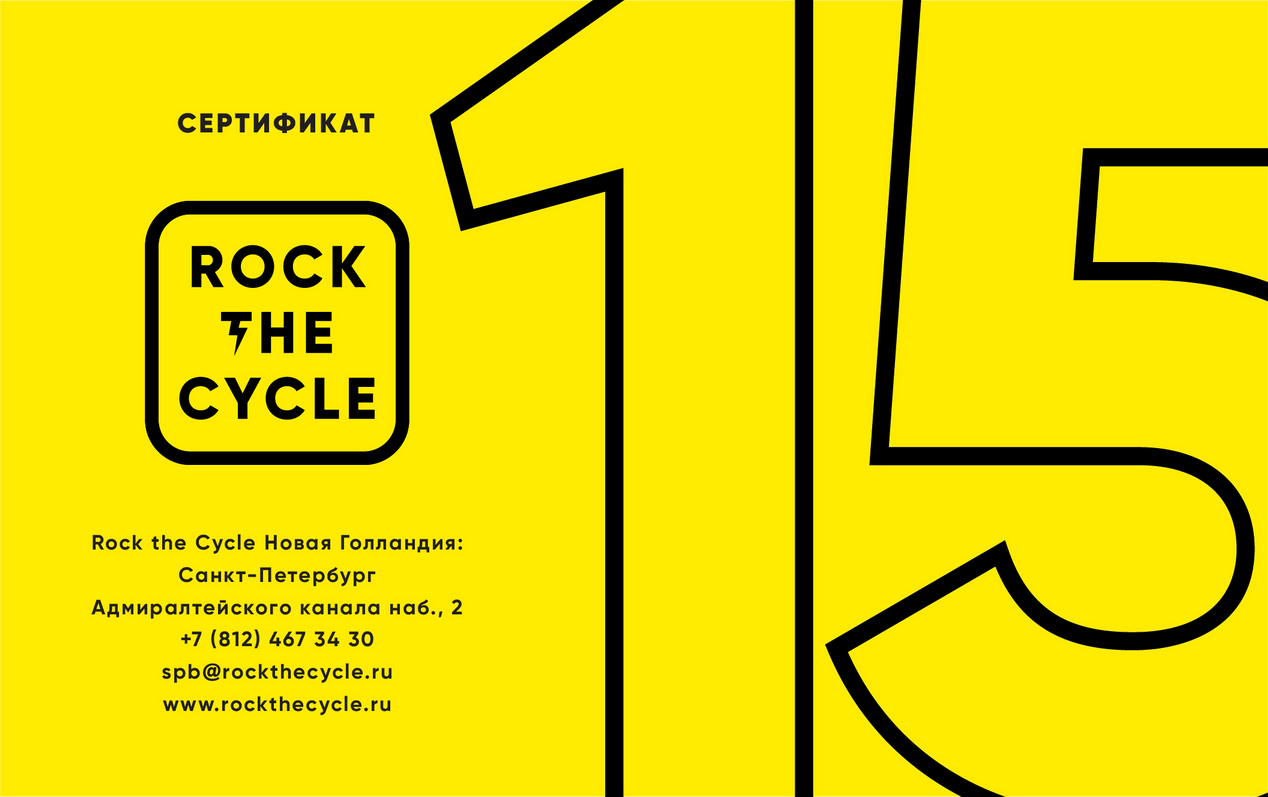 СЕРТИФИКАТ
ROCK
THE
CYCLE
Rock the Cycle Новая Голландия:
Санкт-Петербург
Адмиралтейского канала наб., 2
+7 (812) 467 34 30
spb@rockthecycle.ru
www.rockthecycle.ru
15